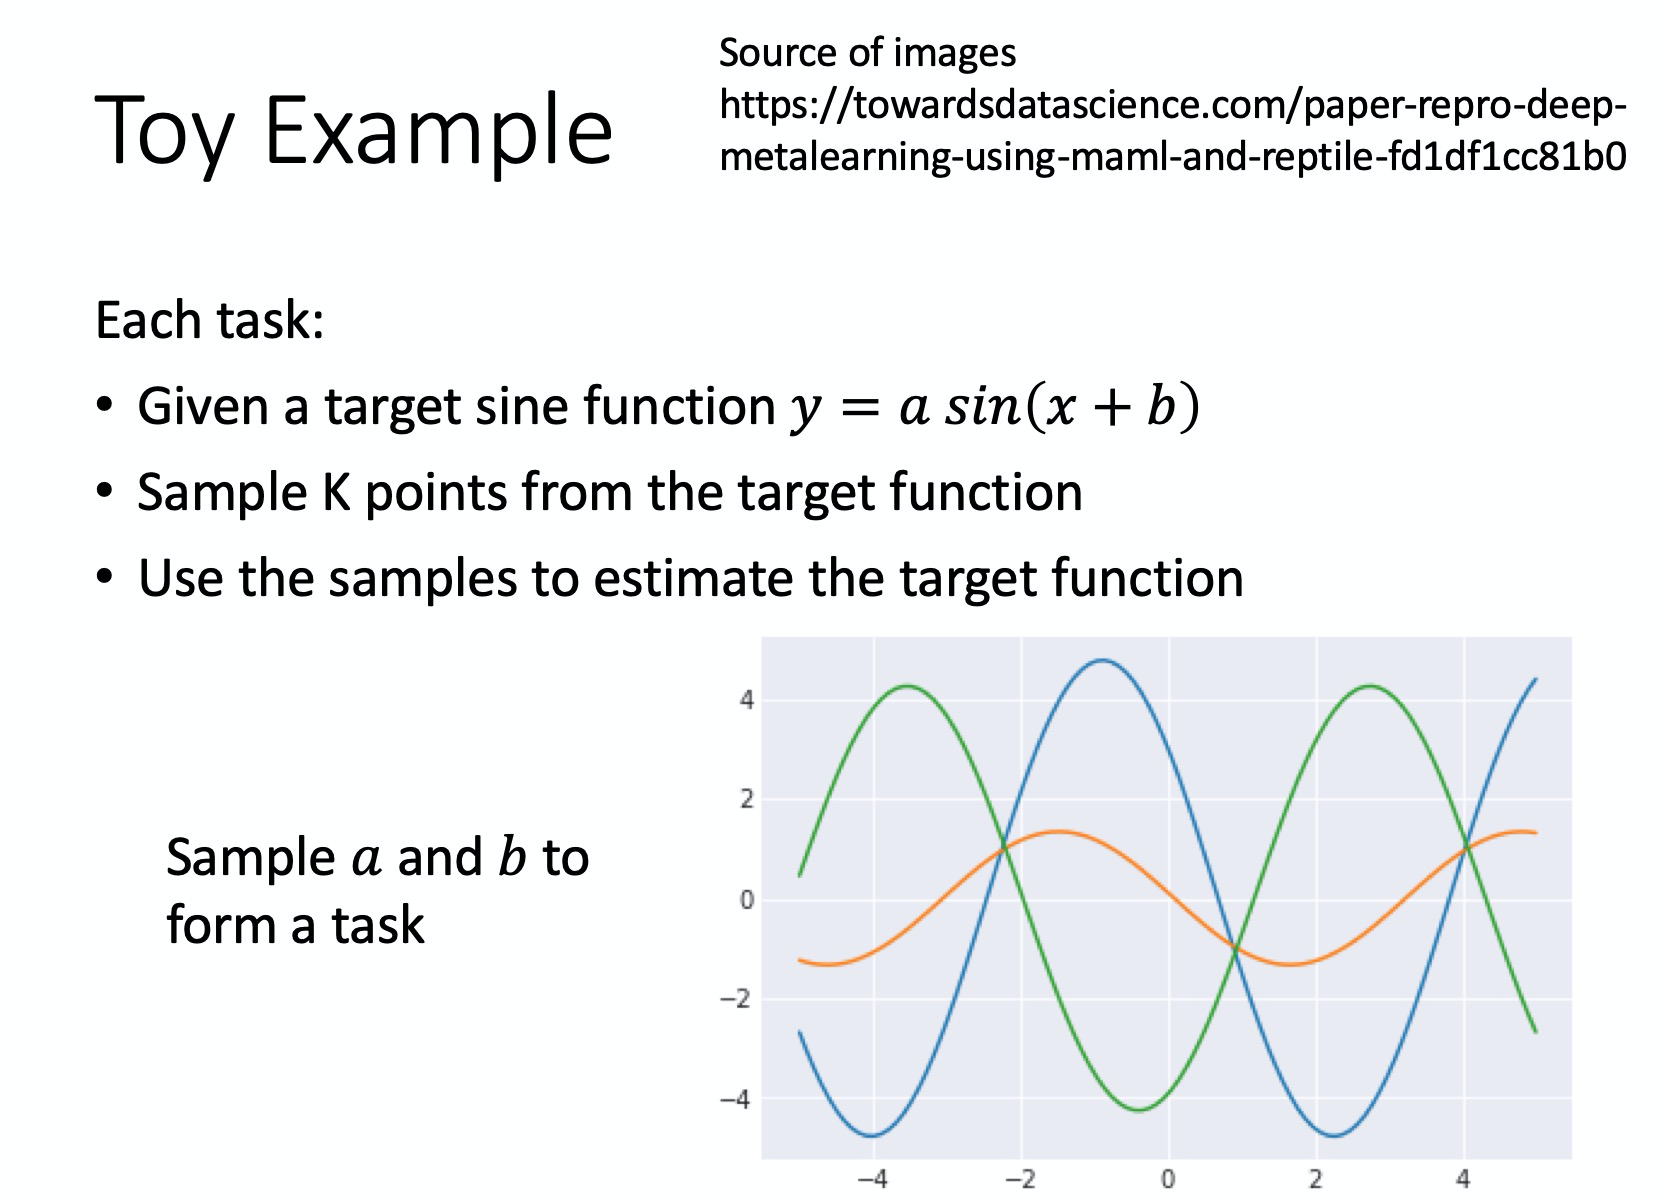 Toy Example
Source of images
https://towardsdatascience.com/paper-repro-deep-
metalearning-using-maml-and-reptile-fd1df1cc81b0
Each task:
• Given a target sine function y = a sin(x + b)
• Sample K points from the target function
• Use the samples to estimate the target function
Sample a and b to
form a task
4
2
0
−2
−4
−4 −2 0 2 4